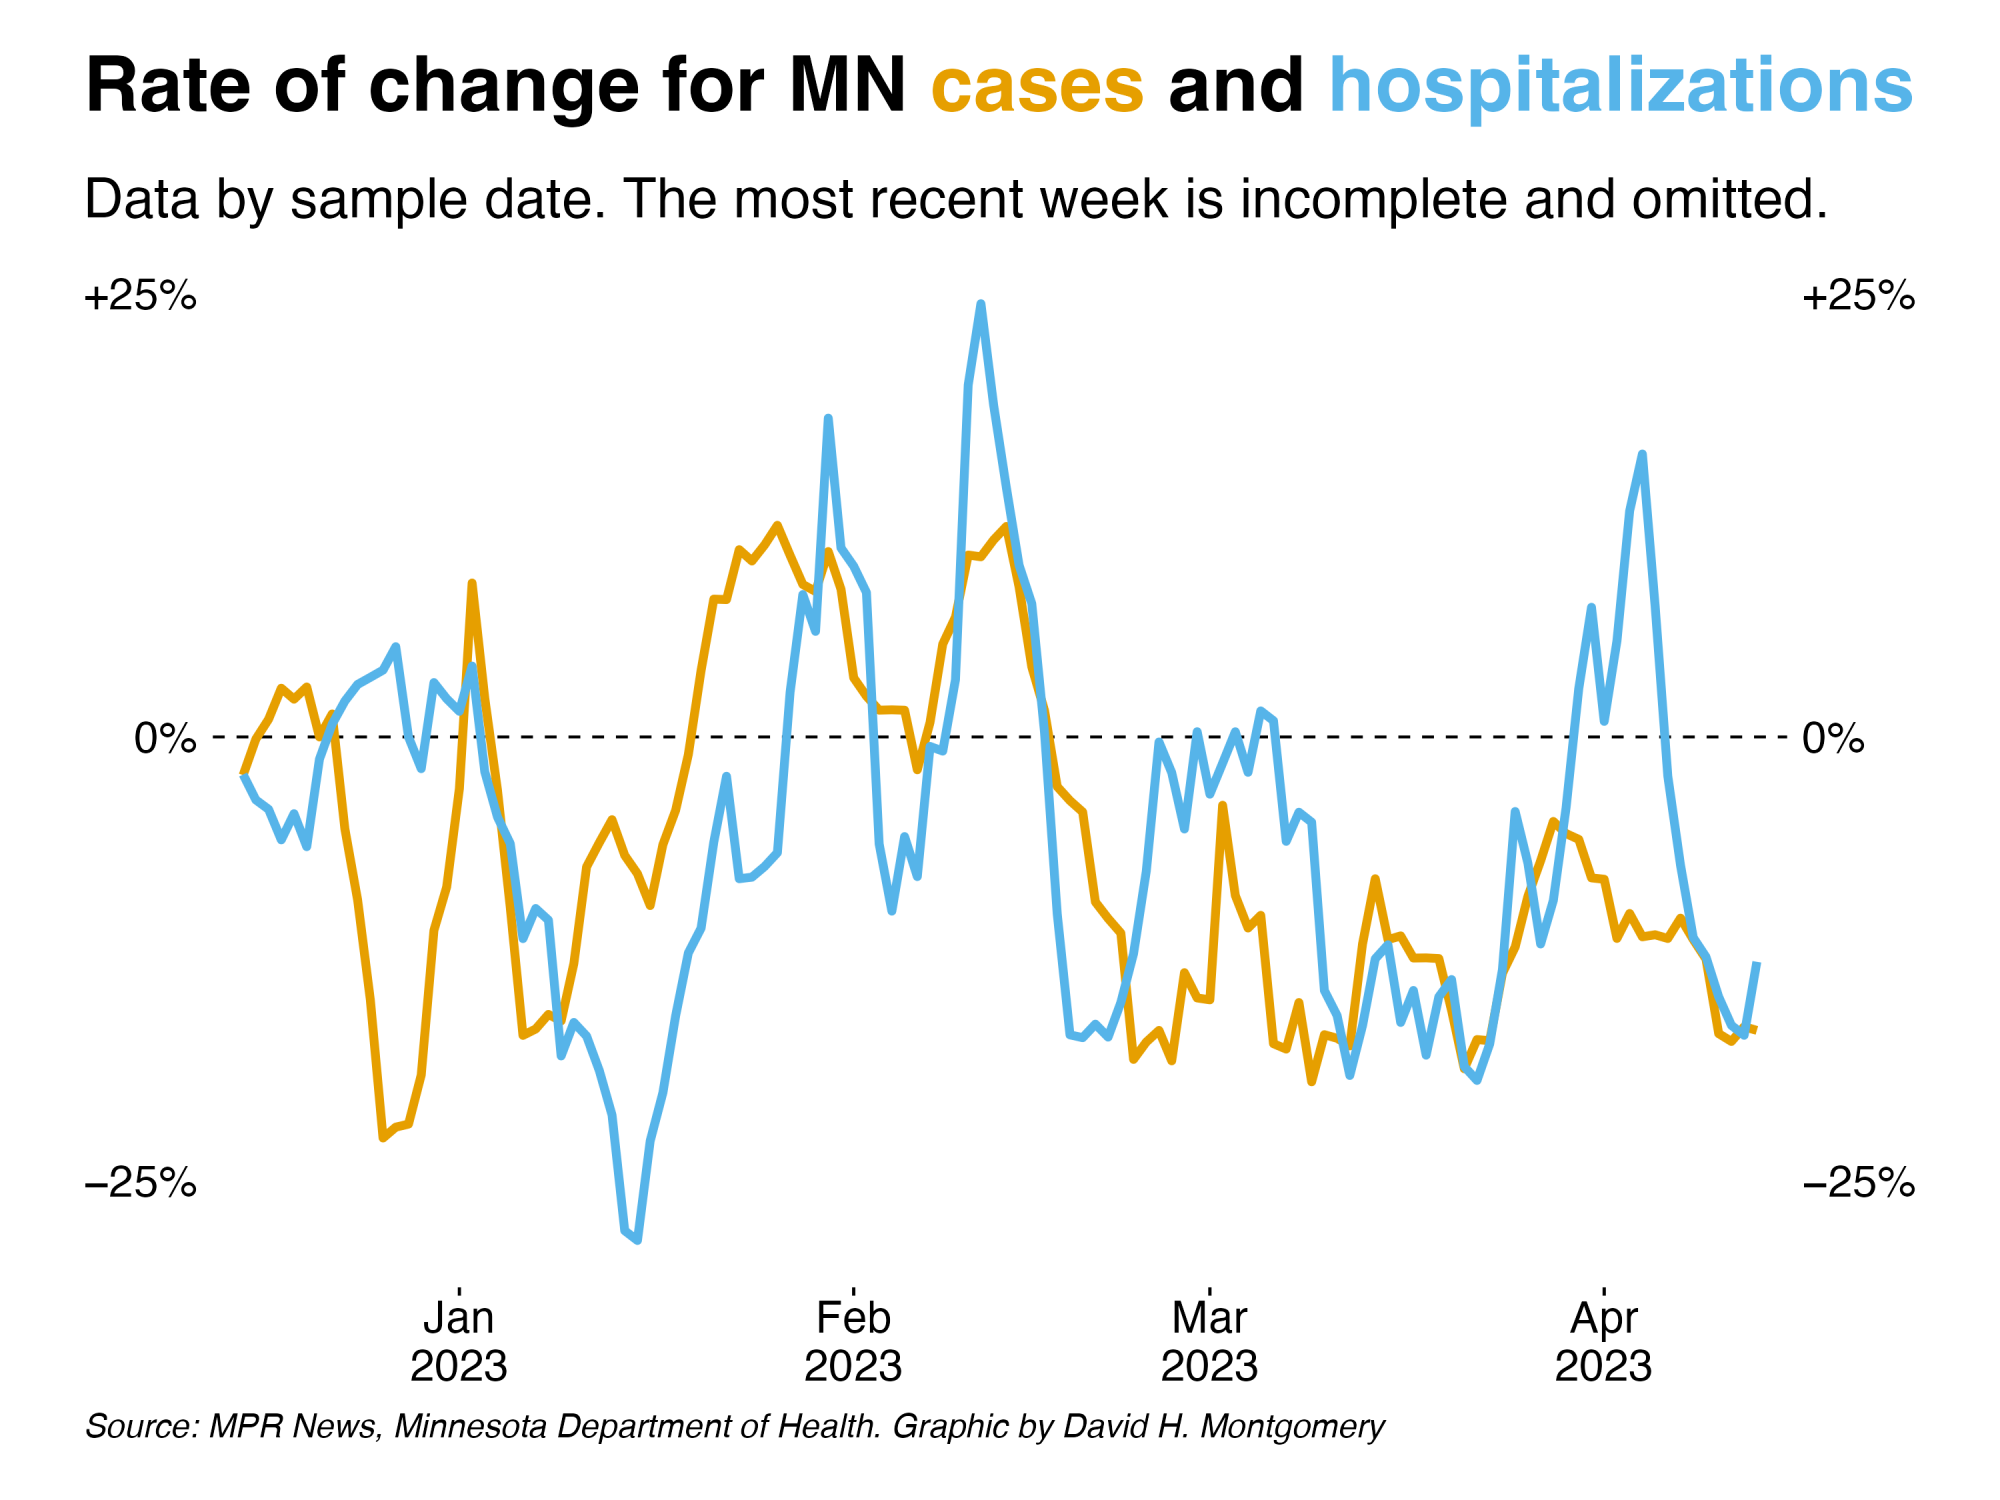 Rate of change for MN cases and hospitalizations
Data by sample date. The most recent week is incomplete and omitted.
+25% +25%
0% 0%
−25% −25%
Jan Feb Mar Apr
2023 2023 2023 2023
Source: MPR News, Minnesota Department of Health. Graphic by David H. Montgomery